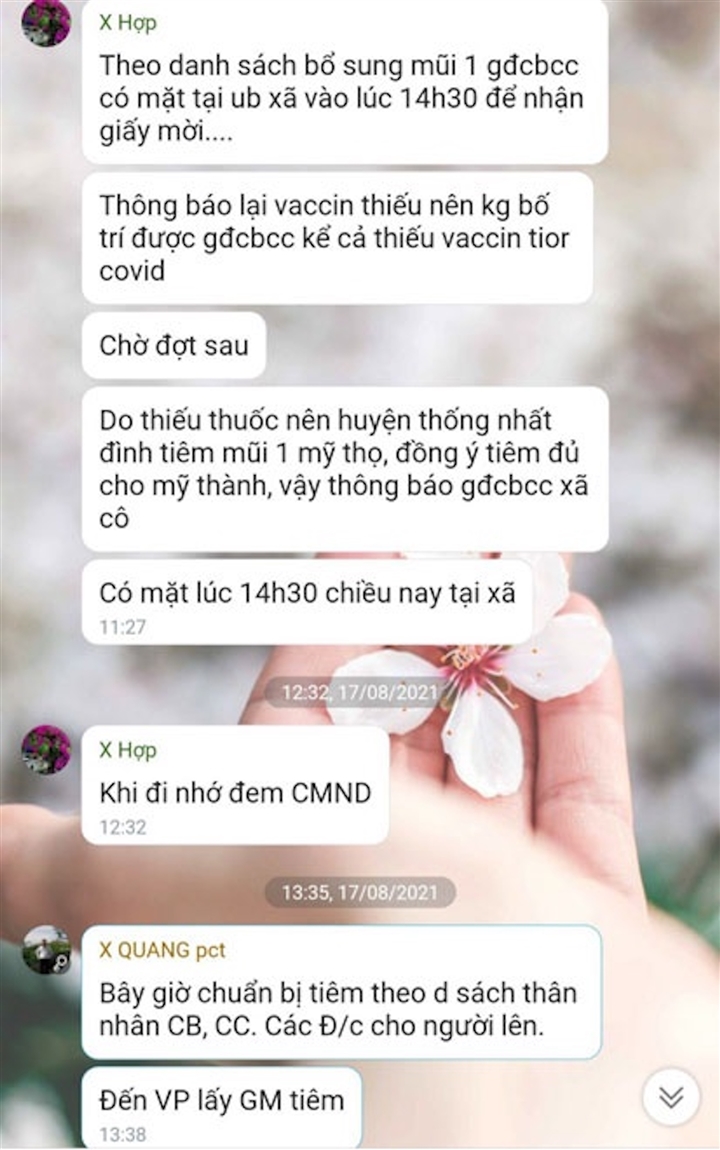 X Hợp
Theo danh sách bổ sung mũi 1 gđcbcc
có mặt tại ub xã vào lúc 14h30 để nhận
giấy mời....
Thông báo lại vaccin thiếu nên kg bố
trí được gđcbcc kể cả thiếu vaccin tior
covid
Chờ đợt sau
Do thiếu thuốc nên huyện thống nhất
đình tiêm mũi 1 mỹ thọ, đồng ý tiêm đủ
cho mỹ thành, vậy thông báo gđcbcc xã
cô
Có mặt lúc 14h30 chiều nay tại xã
11:27
12:32, 17/08/2021
X Hợp
Khi đi nhớ đem CMND
12:32
13:35, 17/08/2021
X QUANG pct
Bây giờ chuẩn bị tiêm theo d sách thân
nhân CB, CC. Các Đ/c cho người lên.
Đến VP lấy GM tiêm
13:38